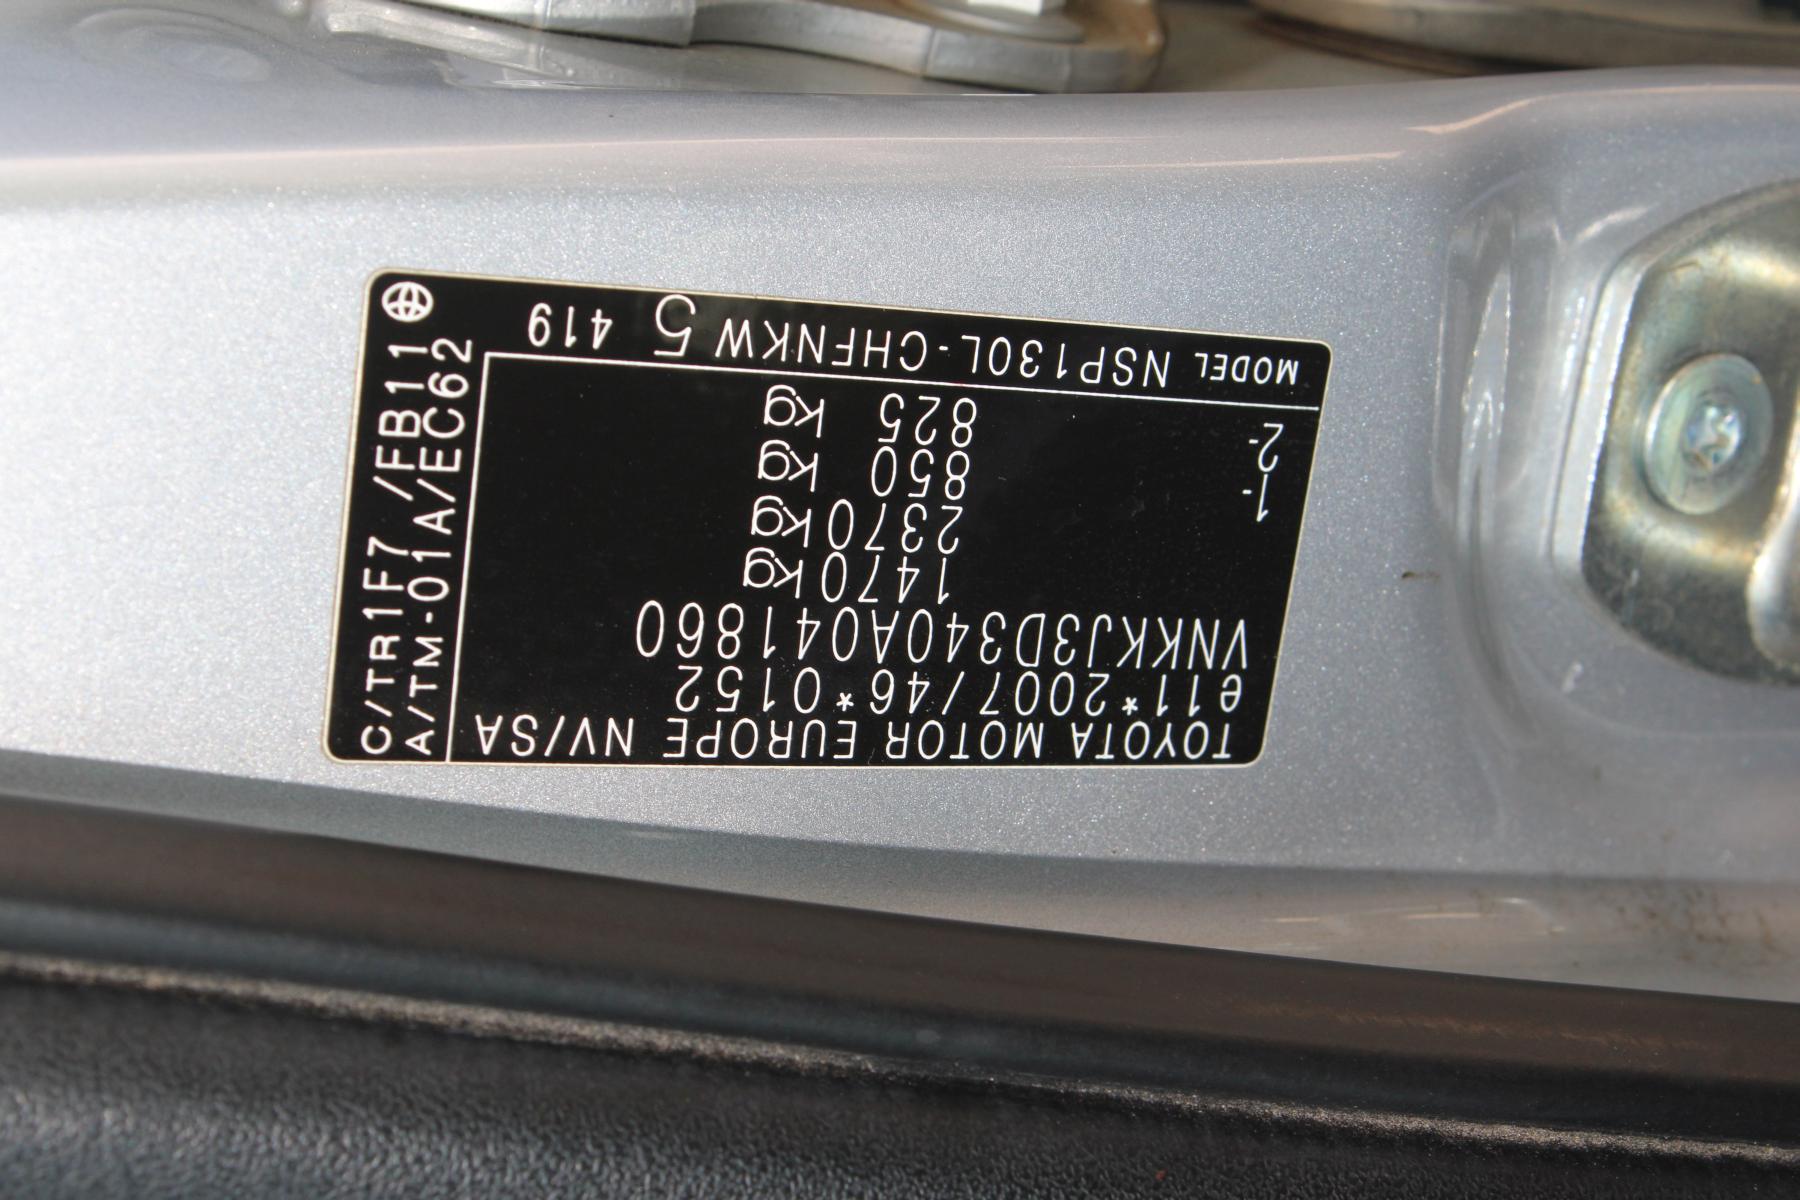 TOYOTA MOTOR EUROPE NV/SA
e11*2007/46*0152
VNKKJ3D340A041860
1470 kg
2370 kg
1- 850 kg
2- 825 kg
MODEL NSP130L-CHFNKW 5 419
C/TR1F7 /FB11
A/TM-01A/EC62